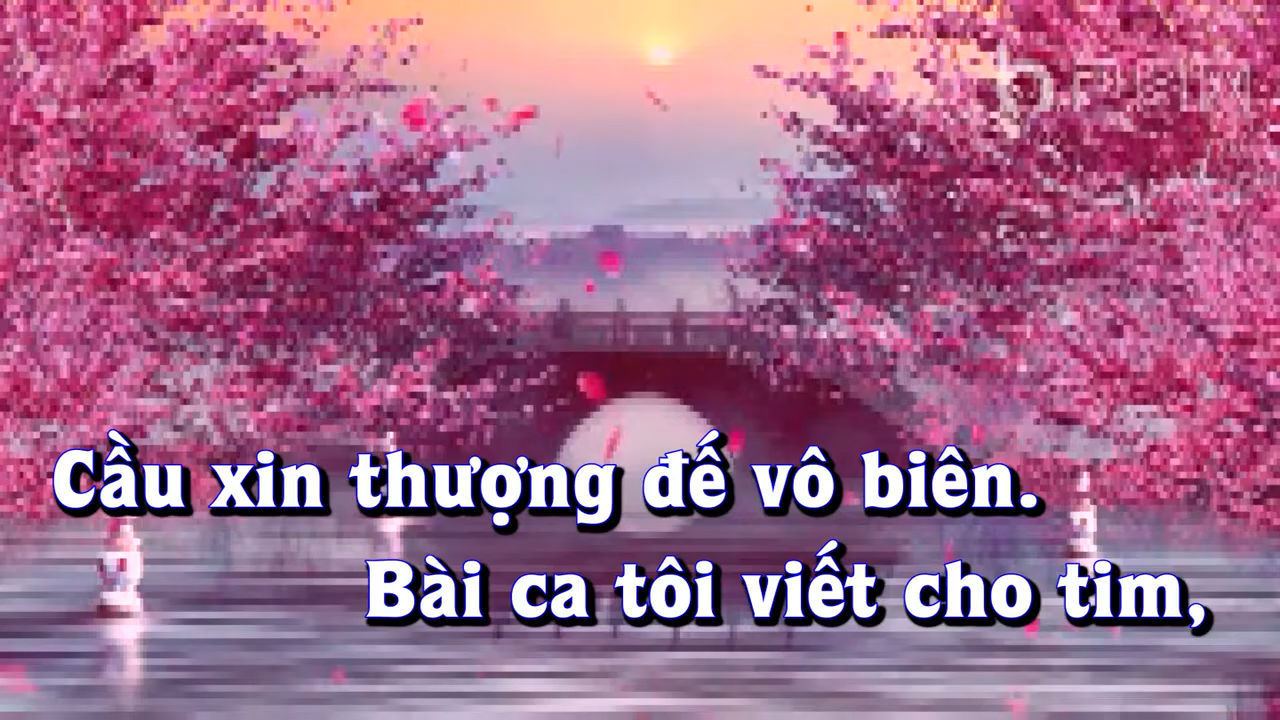 Cầu xin thượng đế vô biên.
Bài ca tôi viết cho tim,